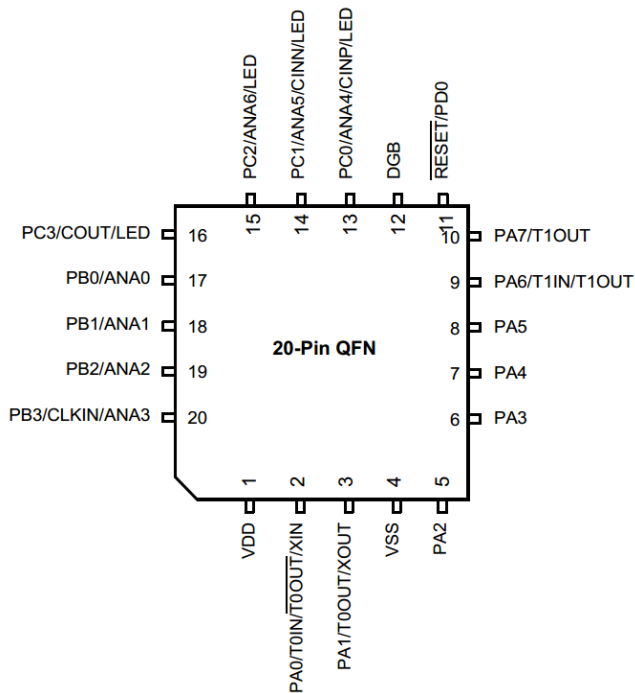 PC2/ANA6/LED
PC1/ANA5/CINN/LED
PC0/ANA4/CINP/LED
DGB
RESET/PD0
15
14
13
12
11
PC3/COUT/LED
16
10
PA7/T1OUT
PB0/ANA0
17
9
PA6/T1IN/T1OUT
PB1/ANA1
18
8
PA5
20-Pin QFN
PB2/ANA2
19
7
PA4
PB3/CLKIN/ANA3
20
6
PA3
1
2
3
4
5
VDD
PA0/T0IN/T0OUT/XIN
PA1/T0OUT/XOUT
VSS
PA2